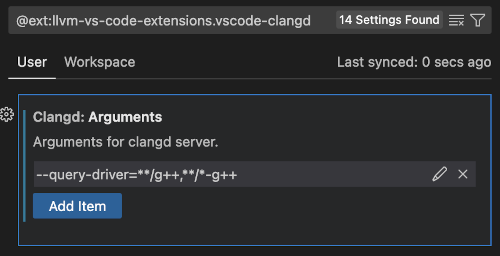 @ext:llvm-vs-code-extensions.vscode-clangd 14 Settings Found
User Workspace Last synced: 0 secs ago
Clangd: Arguments
Arguments for clangd server.
--query-driver=**/g++,**/*-g++
Add Item